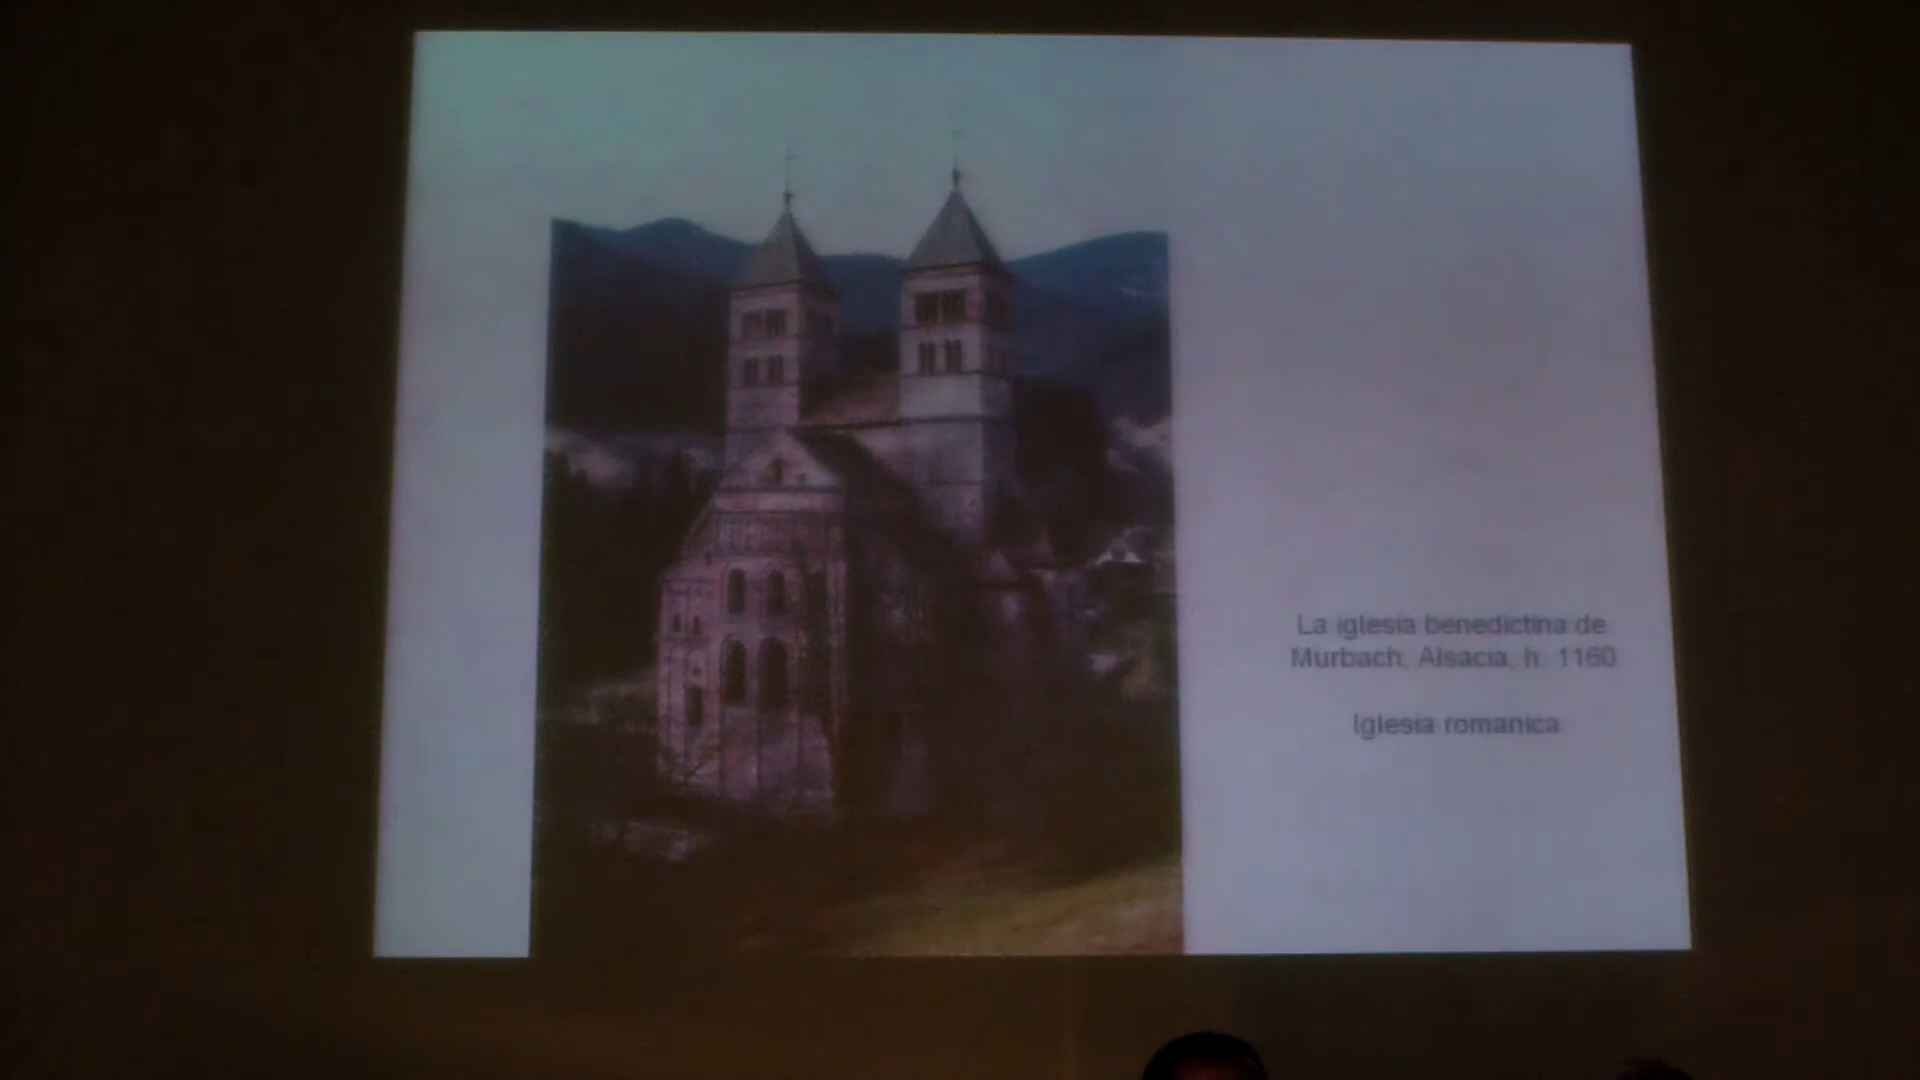 La iglesia benedictina de
Murbach, Alsacia, h. 1160
Iglesia romanica